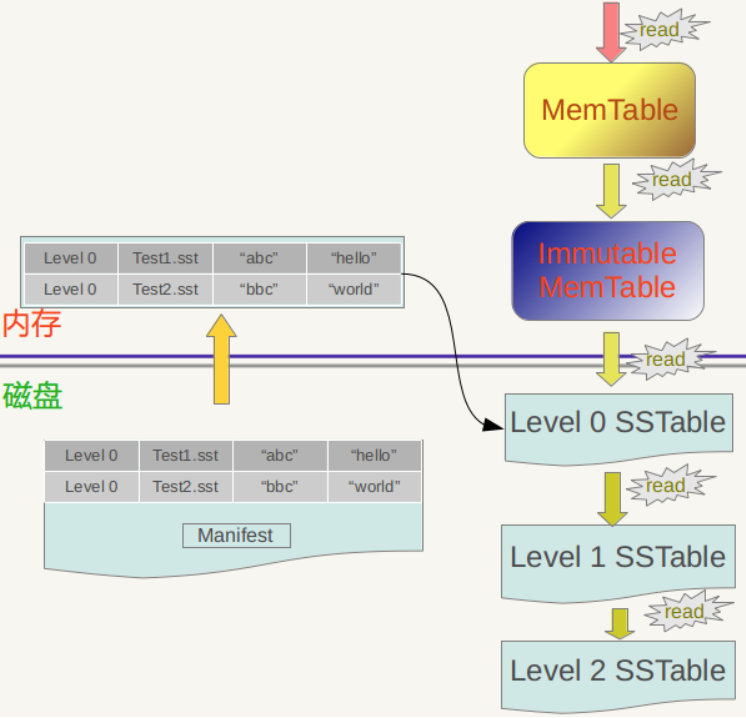 read
MemTable
read
Immutable
MemTable
Level 0 Test1.sst “abc” “hello”
Level 0 Test2.sst “bbc” “world”
内存
read
磁盘
Level 0 SSTable
Level 0 Test1.sst “abc” “hello”
Level 0 Test2.sst “bbc” “world”
read
Manifest
Level 1 SSTable
read
Level 2 SSTable